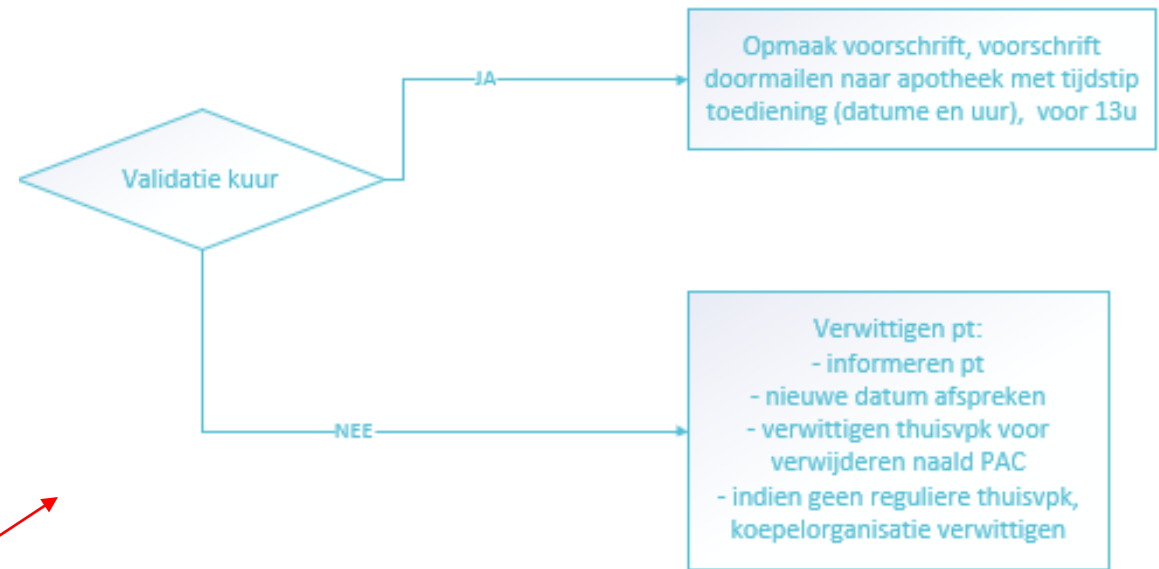 Opmaak voorschrift, voorschrift
doormailen naar apotheek met tijdstip
toediening (datume en uur), voor 13u
JA
Validatie kuur
Verwittigen pt:
- informeren pt
- nieuwe datum afspreken
- verwittigen thuisvpk voor
verwijderen naald PAC
- indien geen reguliere thuisvpk,
koepelorganisatie verwittigen
NEE